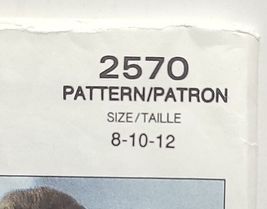 2570
PATTERN/PATRON
SIZE/TAILLE
8-10-12